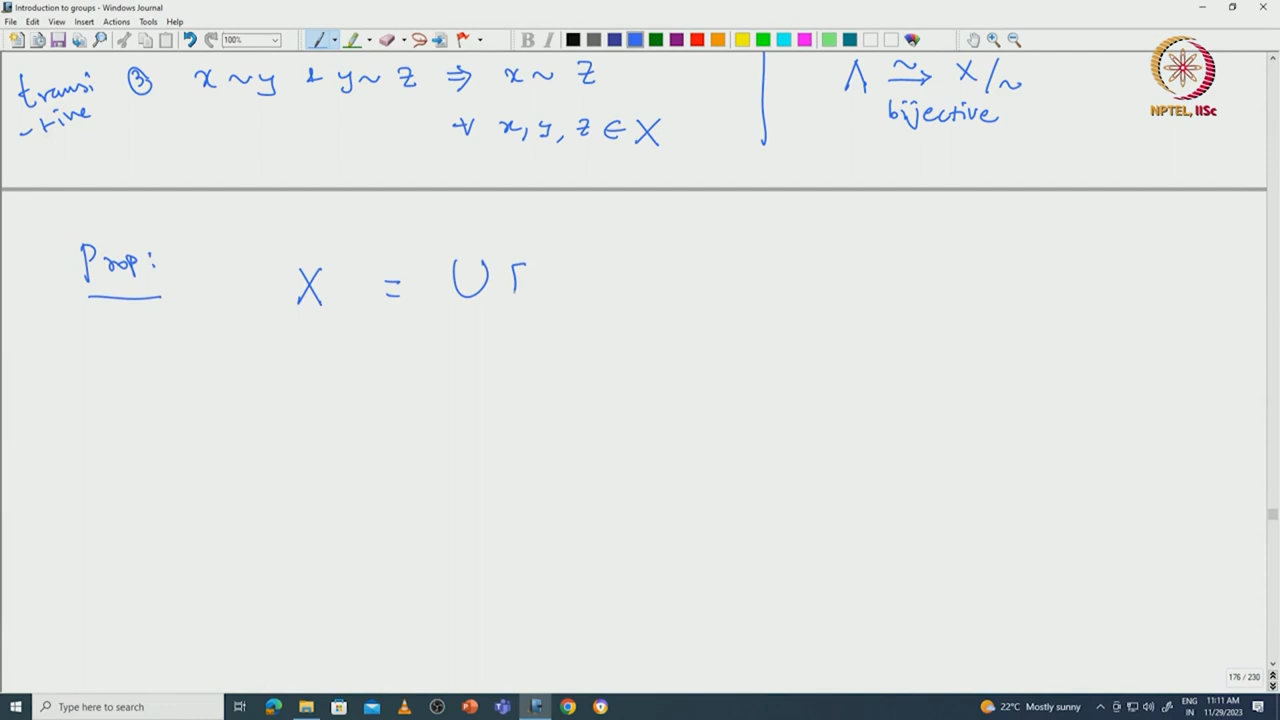 Introduction to groups - Windows Journal
File Edit View Insert Actions Tools Help
100%
B I
transi -tive ③ x ~ y & y ~ z ⇒ x ~ z
∀ x, y, z ∈ X
Λ ~→ X/~
bijective
NPTEL, IISc
Prop: X = ∪ Γ
176 / 230
Type here to search
22°C Mostly sunny
ENG IN
11:11 AM
11/29/2023